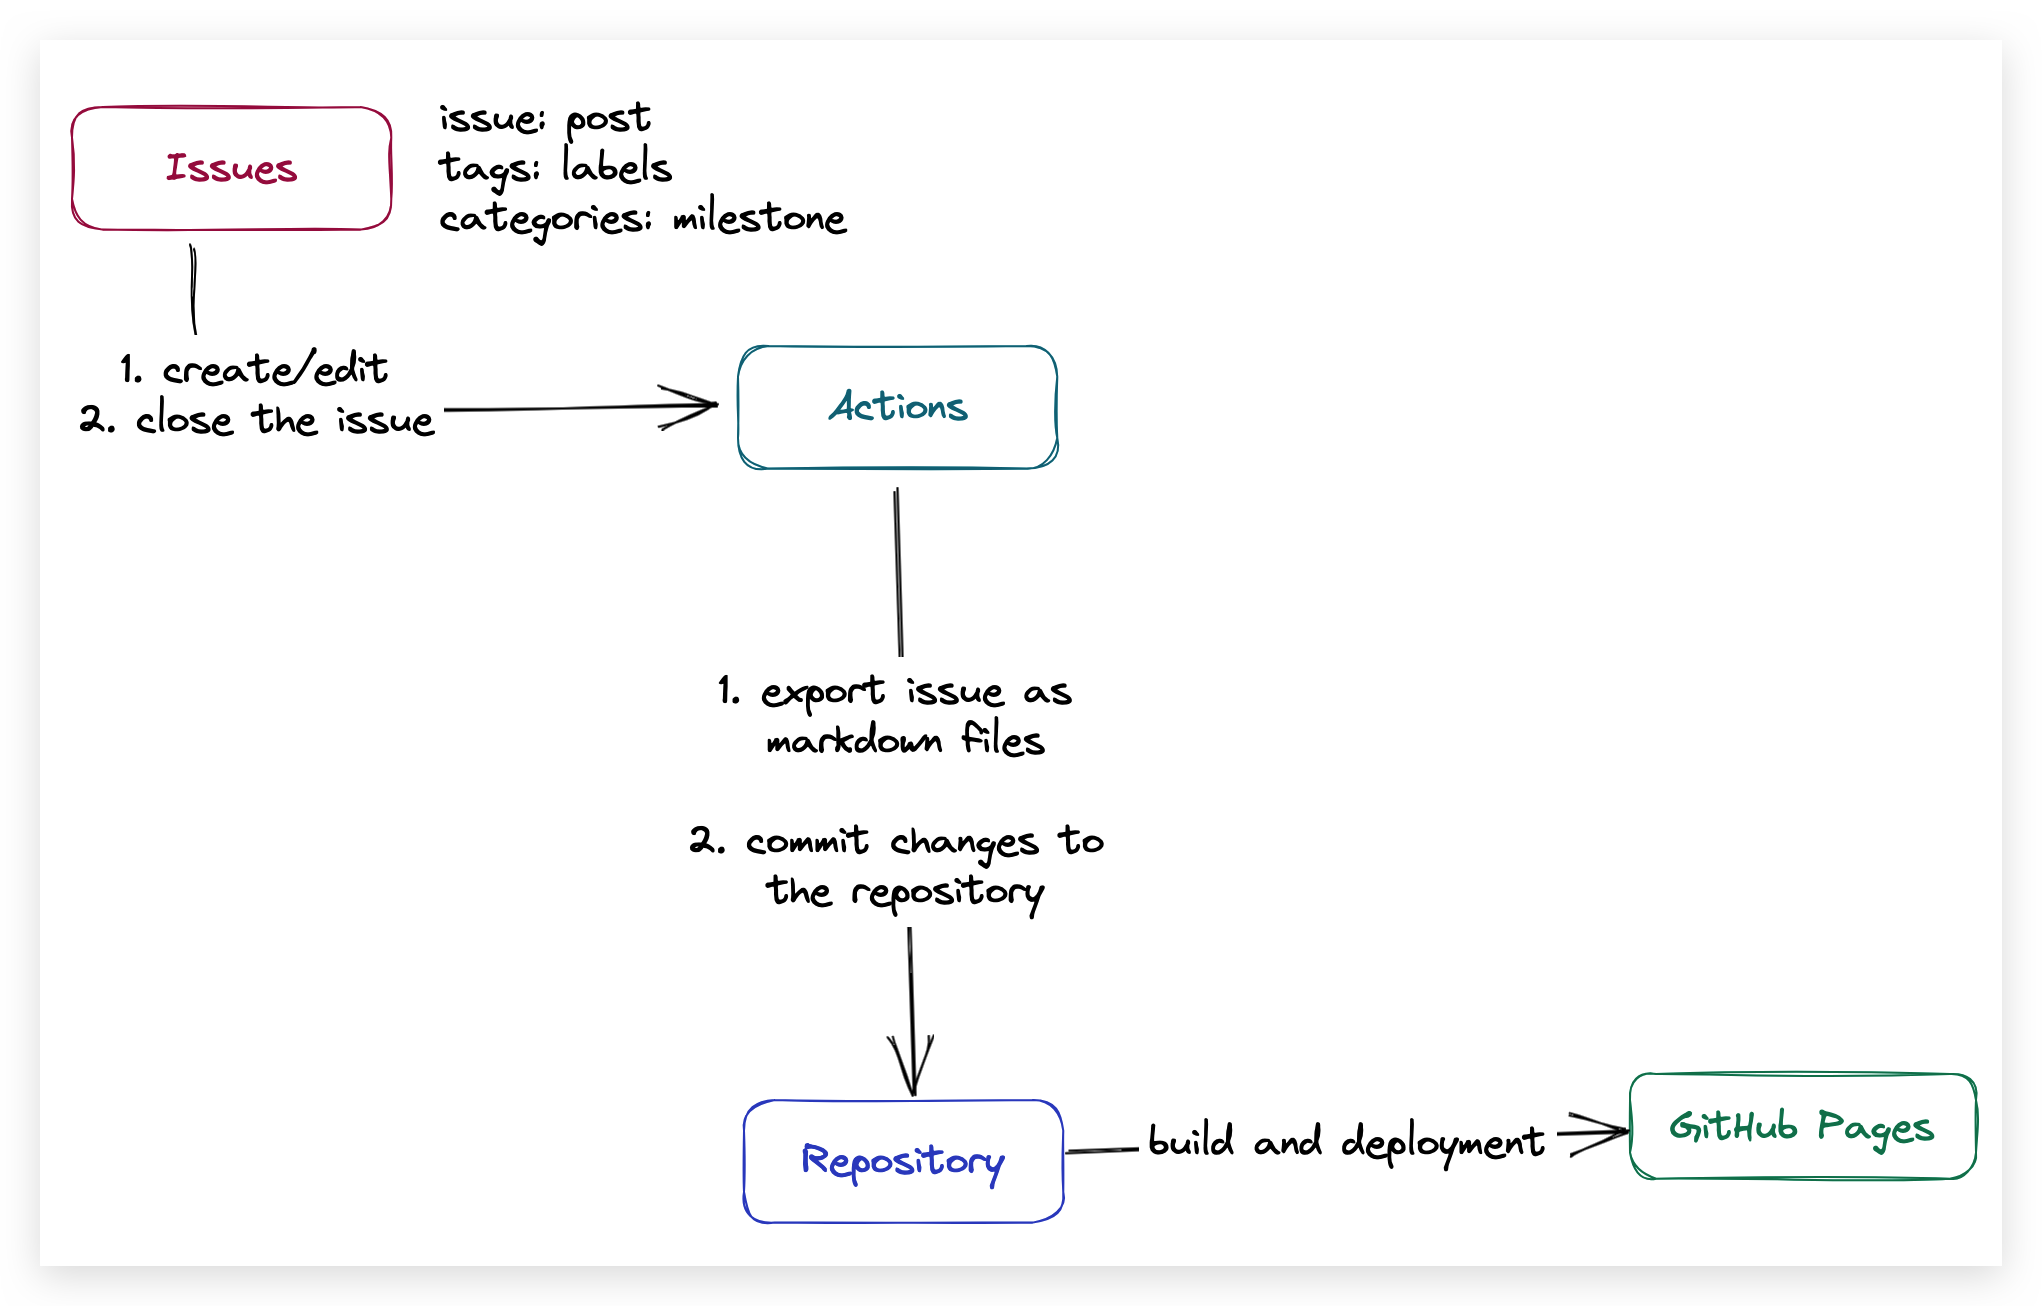 Issues
issue: post
tags: labels
categories: milestone
1. create/edit
2. close the issue
Actions
1. export issue as
markdown files
2. commit changes to
the repository
Repository
build and deployment
GitHub Pages